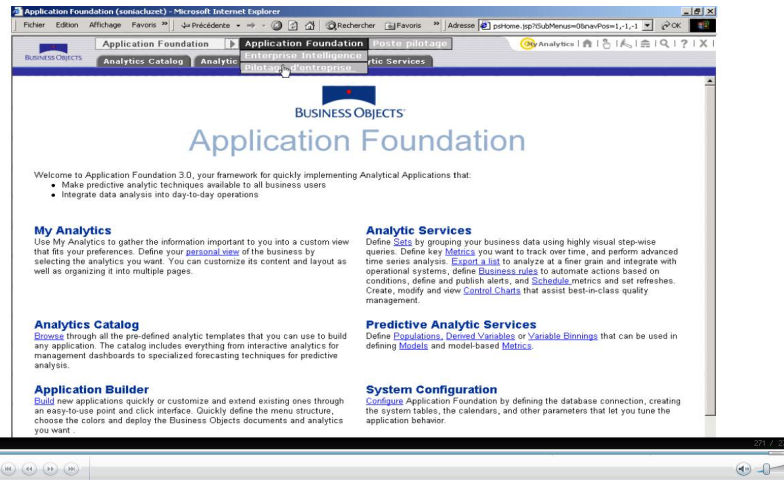 Application Foundation (soniacluzet) - Microsoft Internet Explorer
Fichier Edition Affichage Favoris » Précédente Rechercher Favoris » Adresse psHome.jsp?iSubMenus=0&navPos=1,-1,-1 OK
Application Foundation Application Foundation Poste pilotage My Analytics
BUSINESS OBJECTS Analytics Catalog Analytic Enterprise Intelligence ytic Services
Pilotage d'entreprise
BUSINESS OBJECTS
Application Foundation
Welcome to Application Foundation 3.0, your framework for quickly implementing Analytical Applications that:
• Make predictive analytic techniques available to all business users
• Integrate data analysis into day-to-day operations
My Analytics
Use My Analytics to gather the information important to you into a custom view
that fits your preferences. Define your personal view of the business by
selecting the analytics you want. You can customize its content and layout as
well as organizing it into multiple pages.
Analytic Services
Define Sets by grouping your business data using highly visual step-wise
queries. Define key Metrics you want to track over time, and perform advanced
time series analysis. Export a list to analyze at a finer grain and integrate with
operational systems, define Business rules to automate actions based on
conditions, define and publish alerts, and Schedule metrics and set refreshes.
Create, modify and view Control Charts that assist best-in-class quality
management.
Analytics Catalog
Browse through all the pre-defined analytic templates that you can use to build
any application. The catalog includes everything from interactive analytics for
management dashboards to specialized forecasting techniques for predictive
analysis.
Predictive Analytic Services
Define Populations, Derived Variables or Variable Binnings that can be used in
defining Models and model-based Metrics.
Application Builder
Build new applications quickly or customize and extend existing ones through
an easy-to-use point and click interface. Quickly define the menu structure,
choose the colors and deploy the Business Objects documents and analytics
you want .
System Configuration
Configure Application Foundation by defining the database connection, creating
the system tables, the calendars, and other parameters that let you tune the
application behavior.
271 /